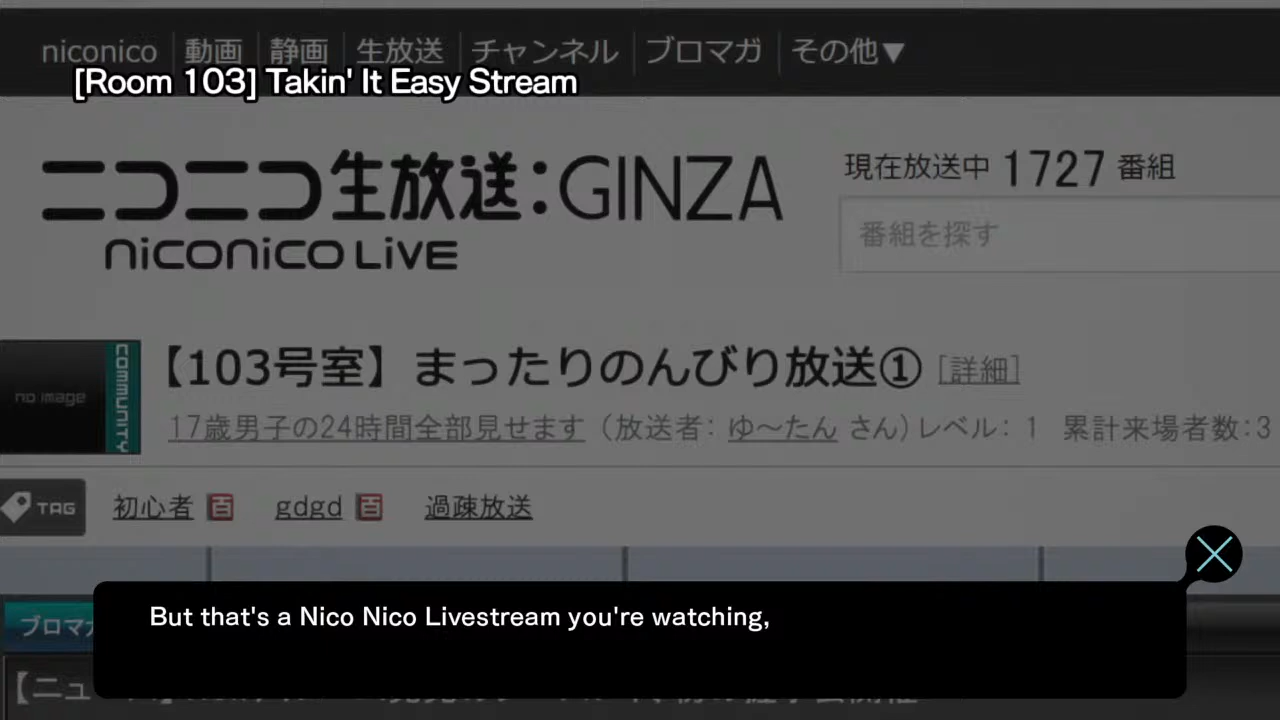 niconico 動画 静画 生放送 チャンネル ブロマガ その他▼
[Room 103] Takin' It Easy Stream
ニコニコ生放送:GINZA
niconico LIVE
現在放送中 1727 番組
番組を探す
no image
COMMUNITY
【103号室】まったりのんびり放送① [詳細]
17歳男子の24時間全部見せます (放送者: ゆ～たん さん) レベル: 1 累計来場者数:3
TAG 初心者 百 gdgd 百 過疎放送
ブロマガ
But that's a Nico Nico Livestream you're watching,
【ニュ